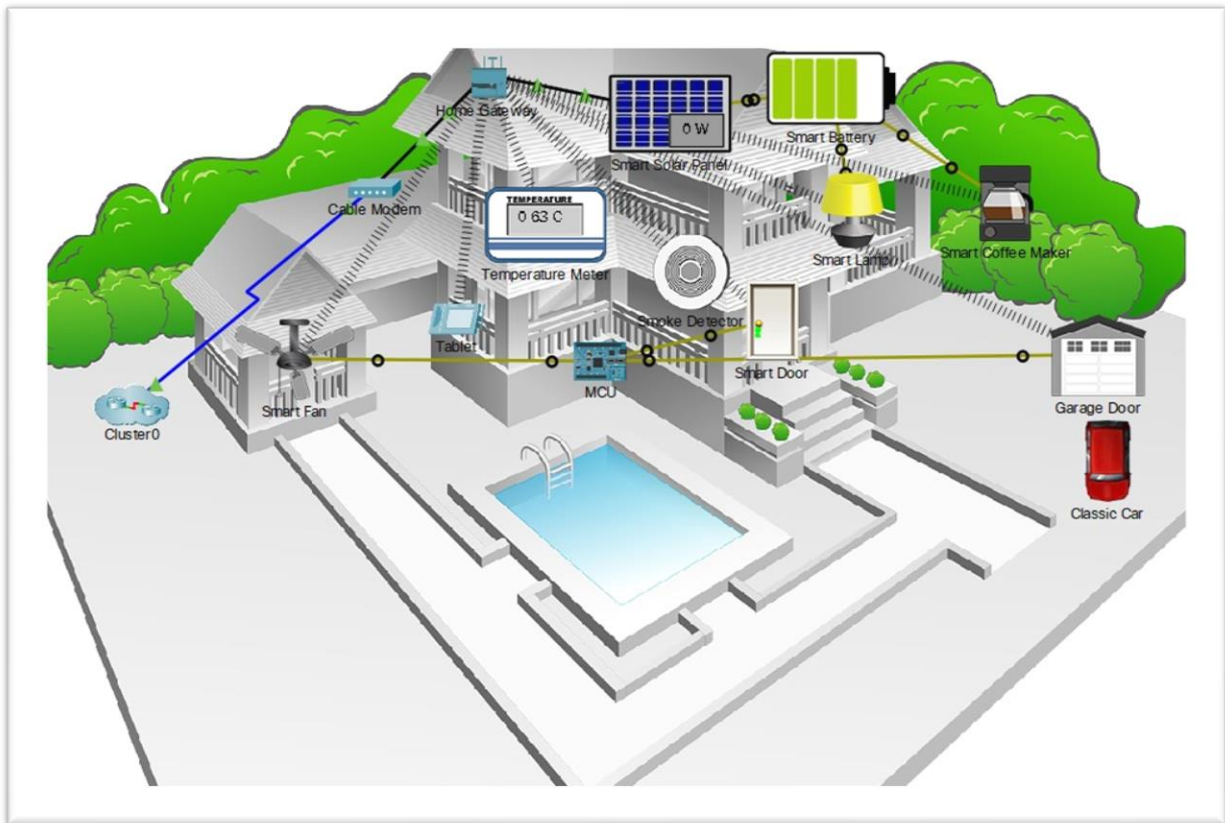 Home Gateway
0 W
Smart Solar Panel
Smart Battery
Cable Modem
TEMPERATURE
0.63 C
Temperature Meter
Smart Lamp
Smart Coffee Maker
Smoke Detector
Tablet
MCU
Smart Door
Smart Fan
Garage Door
Cluster0
Classic Car